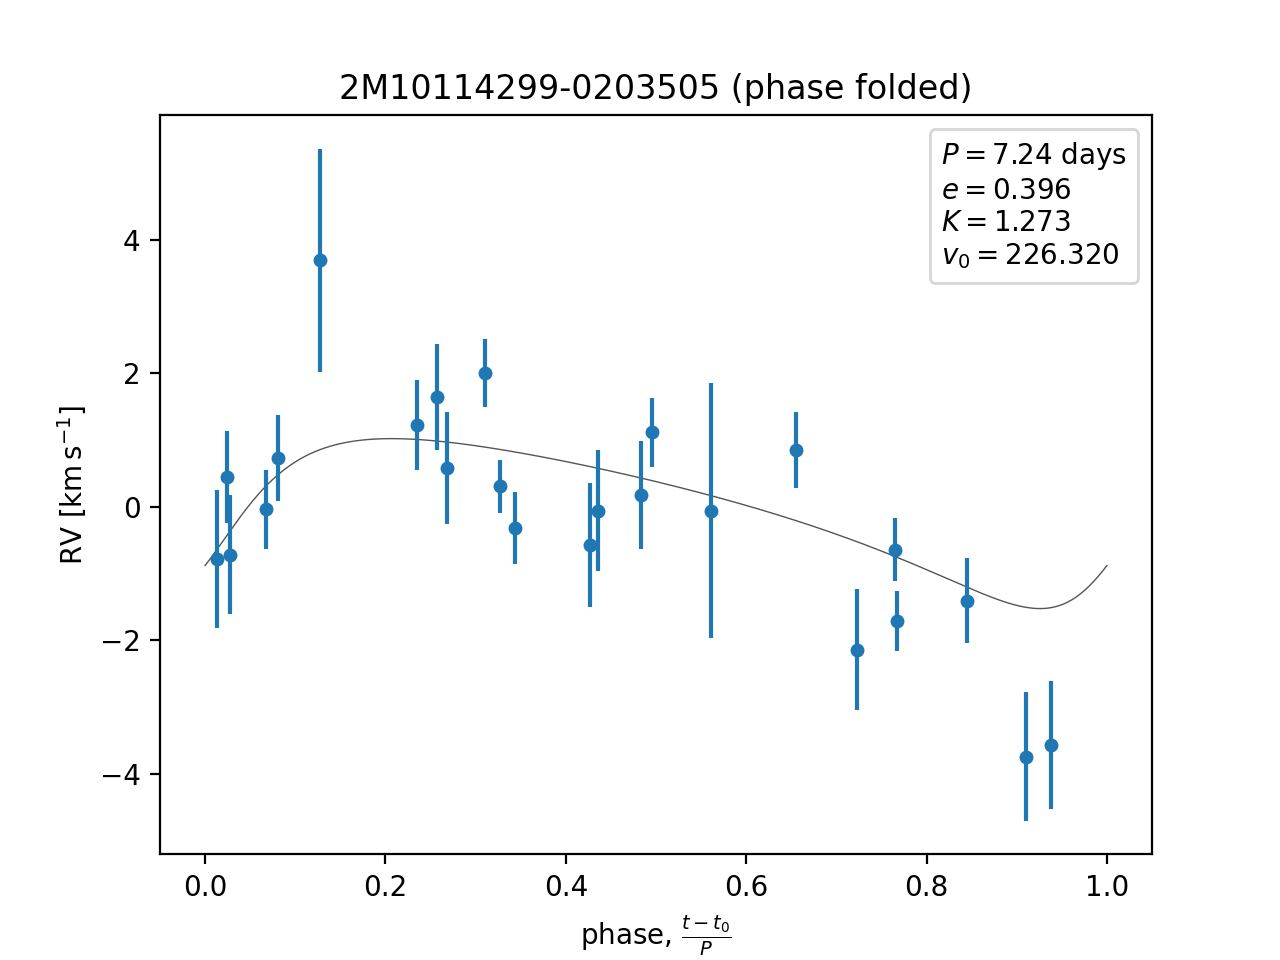 2M10114299-0203505 (phase folded)
P = 7.24 days
e = 0.396
K = 1.273
v₀ = 226.320
RV [km s⁻¹]
4
2
0
−2
−4
0.0 0.2 0.4 0.6 0.8 1.0
phase, (t − t₀)/P